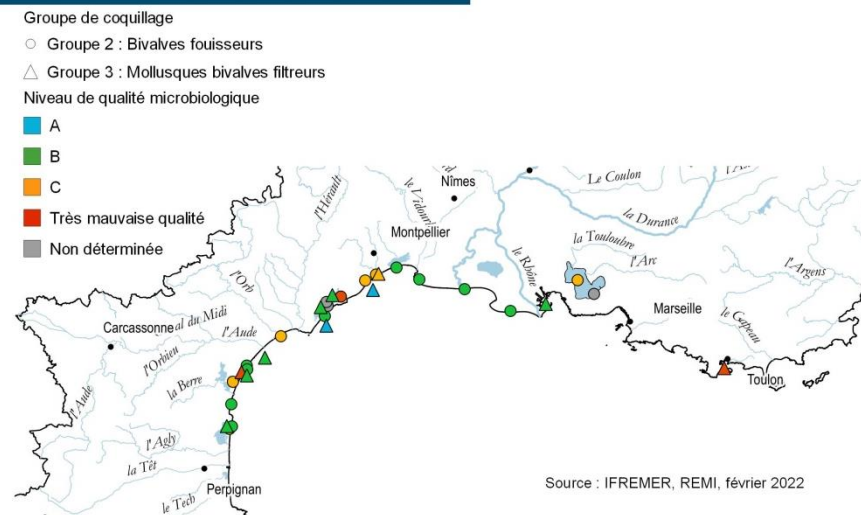 Groupe de coquillage
Groupe 2 : Bivalves fouisseurs
Groupe 3 : Mollusques bivalves filtreurs
Niveau de qualité microbiologique
A
B
C
Très mauvaise qualité
Non déterminée
Nîmes
Le Coulon
l'Hérault
le Vidourl
la Durance
Montpellier
la Touloubre
l'Arc
l'Argens
l'Orb
le Rhône
Marseille
le Gapeau
Carcassonne
al du Midi
l'Aude
l'Orbieu
la Berre
Toulon
l'Aude
l'Agly
la Têt
Perpignan
le Tech
Source : IFREMER, REMI, février 2022